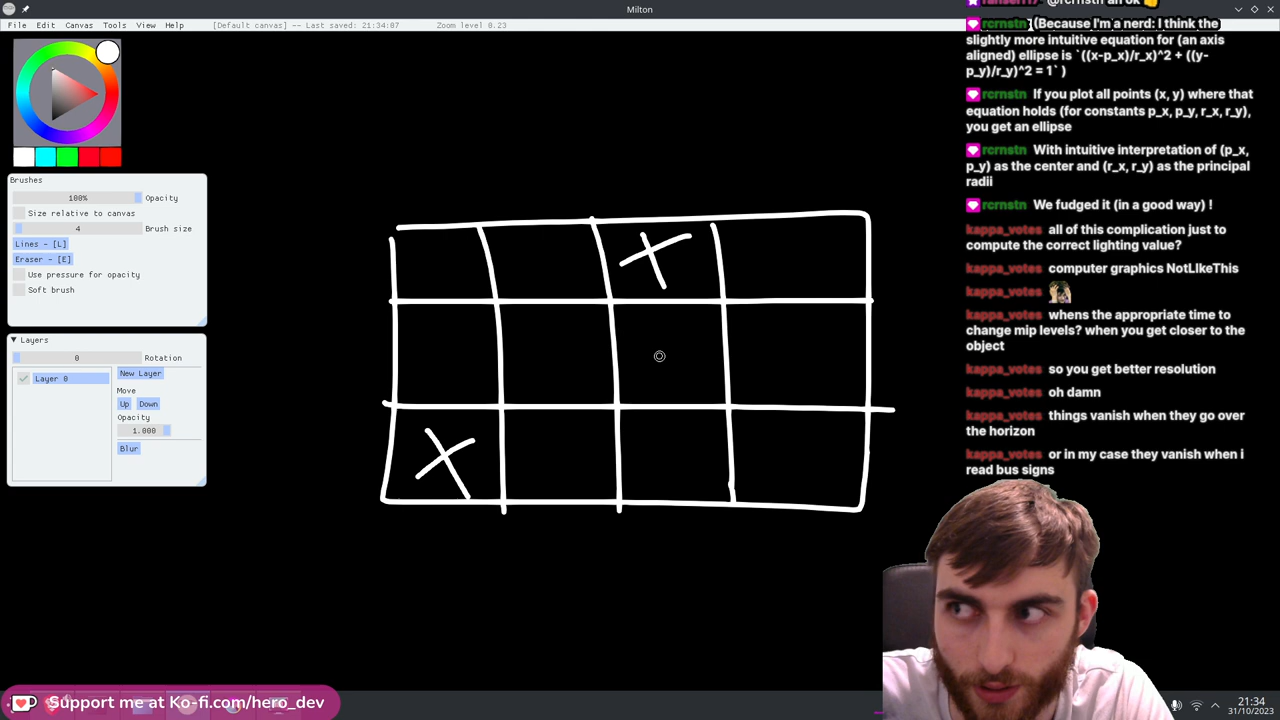 Milton
File Edit Canvas Tools View Help [Default canvas] -- Last saved: 21:34:07 Zoom level 8.23
Brushes
100% Opacity
Size relative to canvas
4 Brush size
Lines - [L]
Eraser - [E]
Use pressure for opacity
Soft brush
Layers
0 Rotation
Layer 0
New Layer
Move
Up Down
Opacity
1.000
Blur
rcrnstn (Because I'm a nerd: I think the
slightly more intuitive equation for (an axis
aligned) ellipse is `((x-p_x)/r_x)^2 + ((y-
p_y)/r_y)^2 = 1` )
rcrnstn If you plot all points (x, y) where that
equation holds (for constants p_x, p_y, r_x, r_y),
you get an ellipse
rcrnstn With intuitive interpretation of (p_x,
p_y) as the center and (r_x, r_y) as the principal
radii
rcrnstn We fudged it (in a good way) !
kappa_votes all of this complication just to
compute the correct lighting value?
kappa_votes computer graphics NotLIkeThis
kappa_votes
kappa_votes whens the appropriate time to
change mip levels? when you get closer to the
object
kappa_votes so you get better resolution
kappa_votes oh damn
kappa_votes things vanish when they go over
the horizon
kappa_votes or in my case they vanish when i
read bus signs
Support me at Ko-fi.com/hero_dev
21:34
31/10/2023